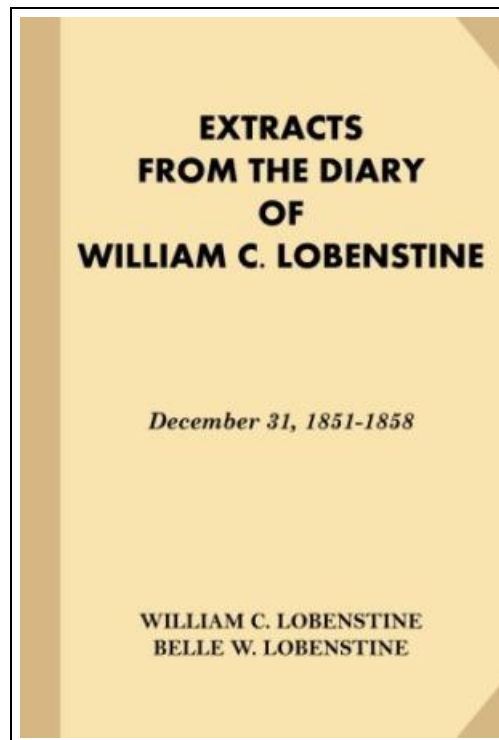 EXTRACTS
FROM THE DIARY
OF
WILLIAM C. LOBENSTINE
December 31, 1851-1858
WILLIAM C. LOBENSTINE
BELLE W. LOBENSTINE